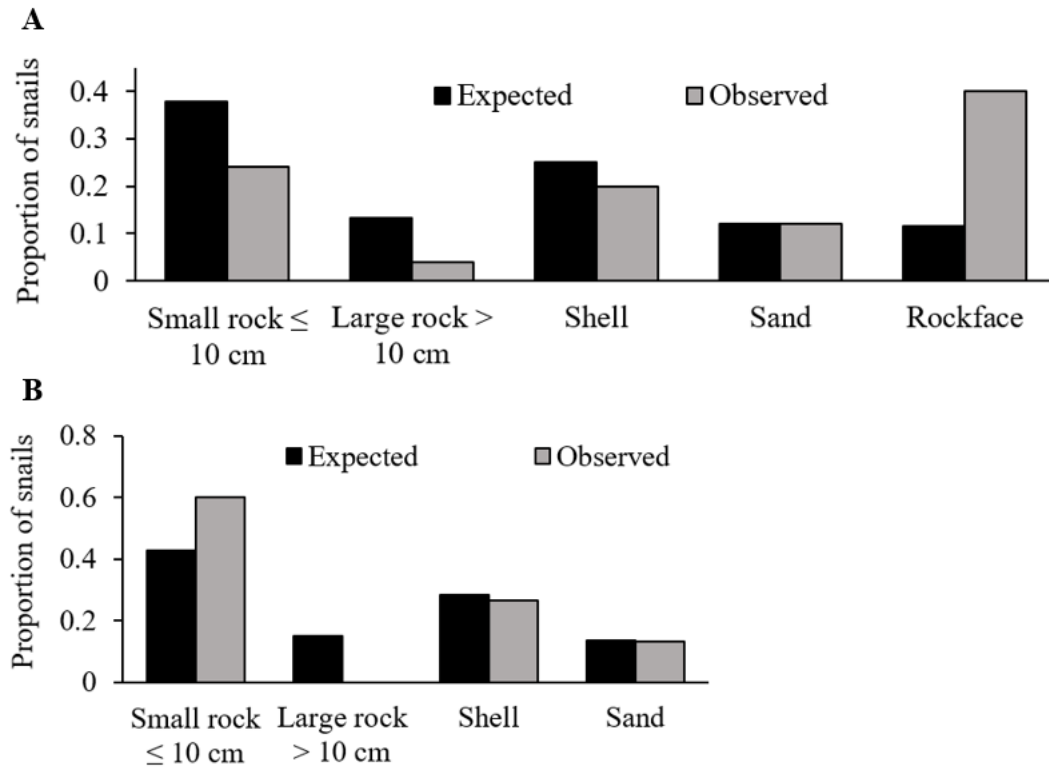 A
Proportion of snails
0.4
0.3
0.2
0.1
0
Expected
Observed
Small rock ≤
10 cm
Large rock >
10 cm
Shell
Sand
Rockface
B
Proportion of snails
0.8
0.6
0.4
0.2
0
Expected
Observed
Small rock
≤ 10 cm
Large rock
> 10 cm
Shell
Sand